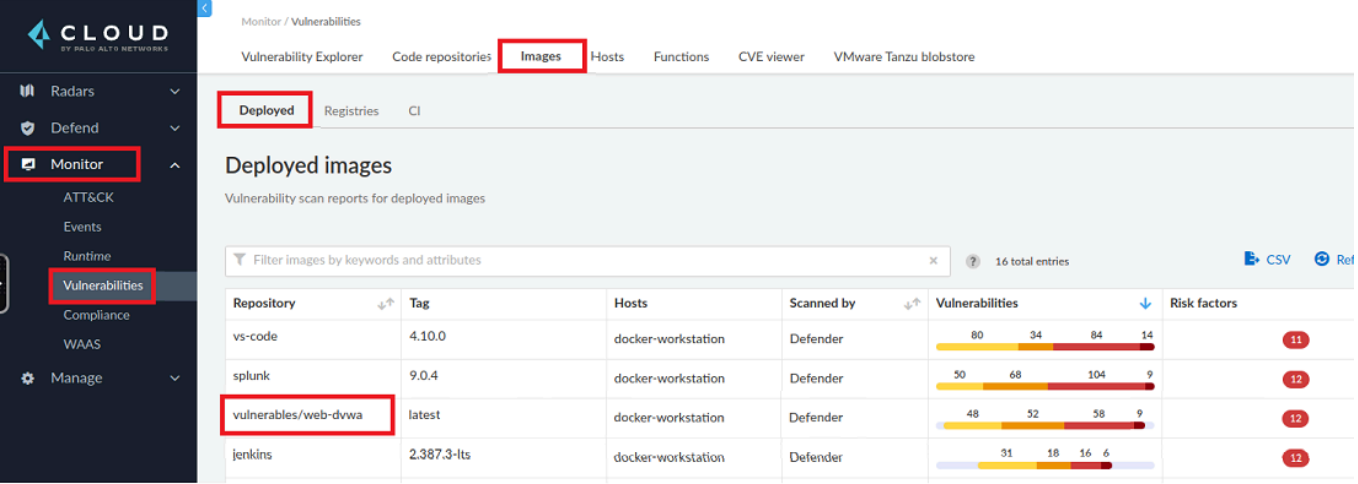 CLOUD
BY PALO ALTO NETWORKS
Radars
Defend
Monitor
ATT&CK
Events
Runtime
Vulnerabilities
Compliance
WAAS
Manage
Monitor / Vulnerabilities
Vulnerability Explorer Code repositories Images Hosts Functions CVE viewer VMware Tanzu blobstore
Deployed Registries CI
Deployed images
Vulnerability scan reports for deployed images
Filter images by keywords and attributes × ? 16 total entries CSV
Repository Tag Hosts Scanned by Vulnerabilities Risk factors
vs-code 4.10.0 docker-workstation Defender 80 34 84 14 11
splunk 9.0.4 docker-workstation Defender 50 68 104 9 12
vulnerables/web-dvwa latest docker-workstation Defender 48 52 58 9 12
jenkins 2.387.3-lts docker-workstation Defender 31 18 16 6 12